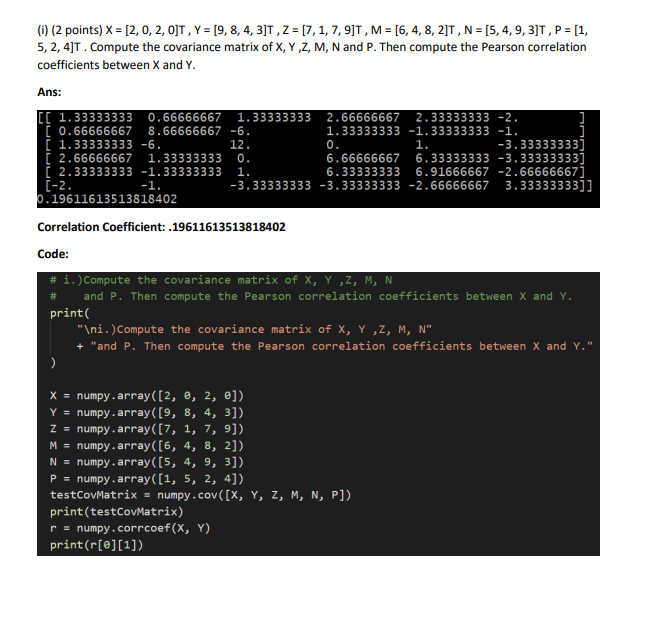 (i) (2 points) X = [2, 0, 2, 0]T , Y = [9, 8, 4, 3]T , Z = [7, 1, 7, 9]T , M = [6, 4, 8, 2]T , N = [5, 4, 9, 3]T , P = [1,
5, 2, 4]T . Compute the covariance matrix of X, Y ,Z, M, N and P. Then compute the Pearson correlation
coefficients between X and Y.
Ans:
[[ 1.33333333  0.66666667  1.33333333  2.66666667  2.33333333 -2.        ]
[ 0.66666667  8.66666667 -6.          1.33333333 -1.33333333 -1.        ]
[ 1.33333333 -6.         12.          0.          1.         -3.33333333]
[ 2.66666667  1.33333333  0.          6.66666667  6.33333333 -3.33333333]
[ 2.33333333 -1.33333333  1.          6.33333333  6.91666667 -2.66666667]
[-2.         -1.         -3.33333333 -3.33333333 -2.66666667  3.33333333]]
0.19611613513818402
Correlation Coefficient: .19611613513818402
Code:
# i.)Compute the covariance matrix of X, Y ,Z, M, N
#    and P. Then compute the Pearson correlation coefficients between X and Y.
print(
    "\ni.)Compute the covariance matrix of X, Y ,Z, M, N"
    + "and P. Then compute the Pearson correlation coefficients between X and Y."
)
X = numpy.array([2, 0, 2, 0])
Y = numpy.array([9, 8, 4, 3])
Z = numpy.array([7, 1, 7, 9])
M = numpy.array([6, 4, 8, 2])
N = numpy.array([5, 4, 9, 3])
P = numpy.array([1, 5, 2, 4])
testCovMatrix = numpy.cov([X, Y, Z, M, N, P])
print(testCovMatrix)
r = numpy.corrcoef(X, Y)
print(r[0][1])